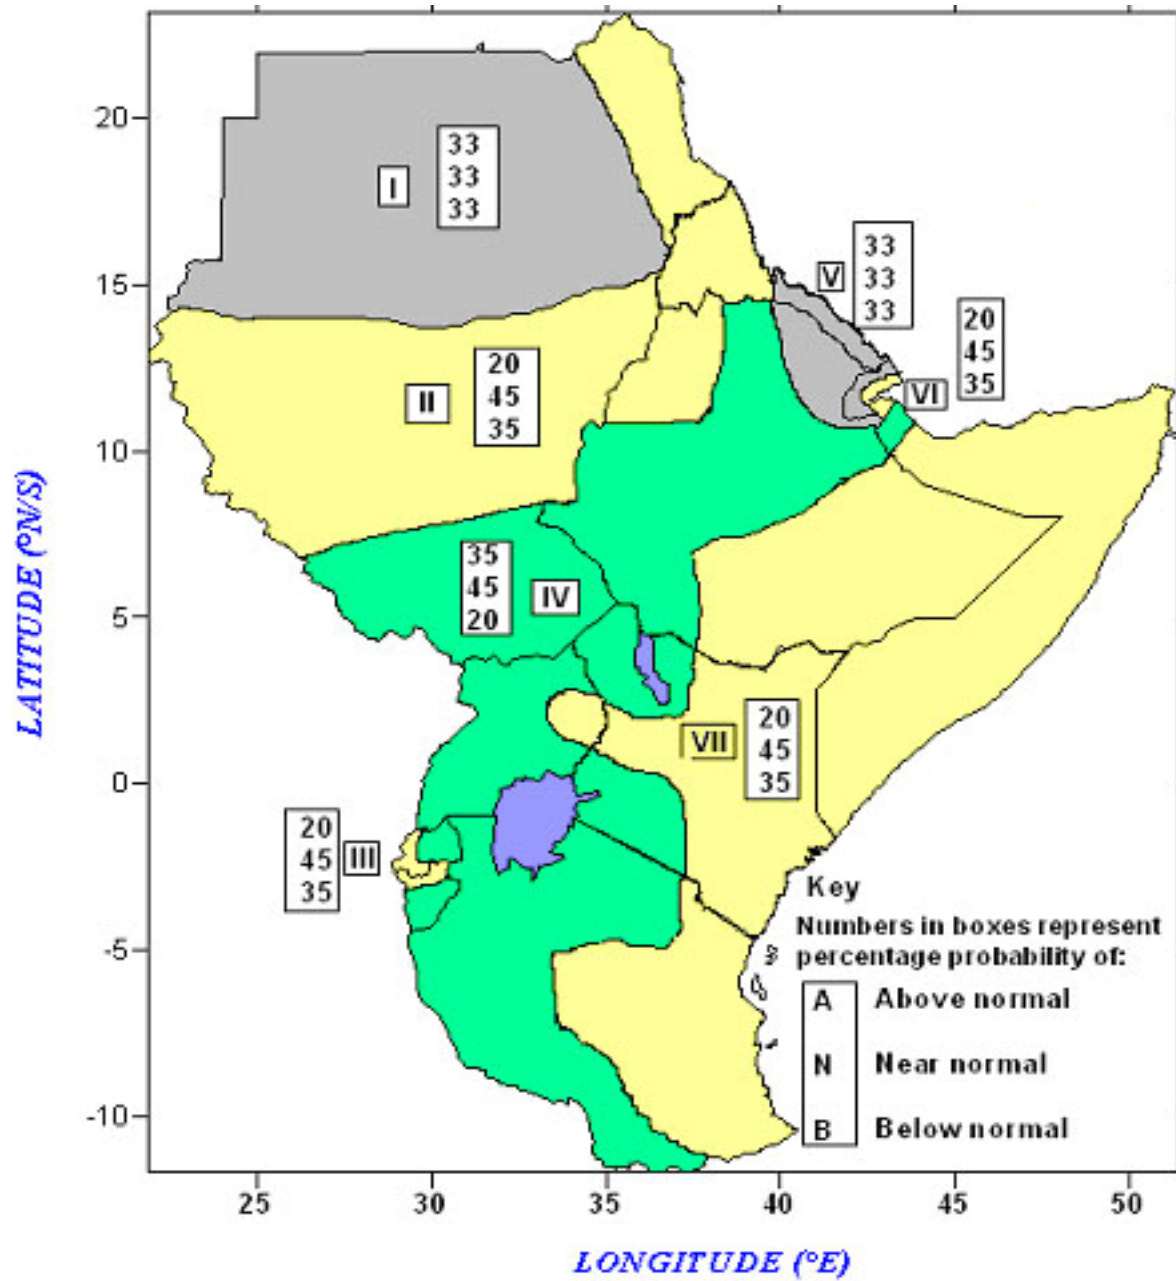 20
33
33
33
I
33
33
33
V
15
20
45
35
VI
20
45
35
II
10
35
45
20
IV
5
20
45
35
VII
0
20
45
35
III
Key
Numbers in boxes represent
percentage probability of:
A Above normal
N Near normal
B Below normal
-5
-10
25 30 35 40 45 50
LATITUDE (°N/S)
LONGITUDE (°E)